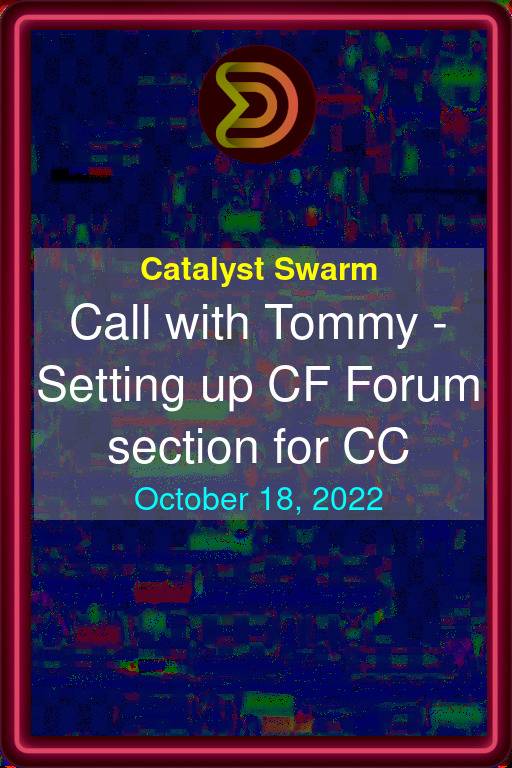 Catalyst Swarm
Call with Tommy -
Setting up CF Forum
section for CC
October 18, 2022